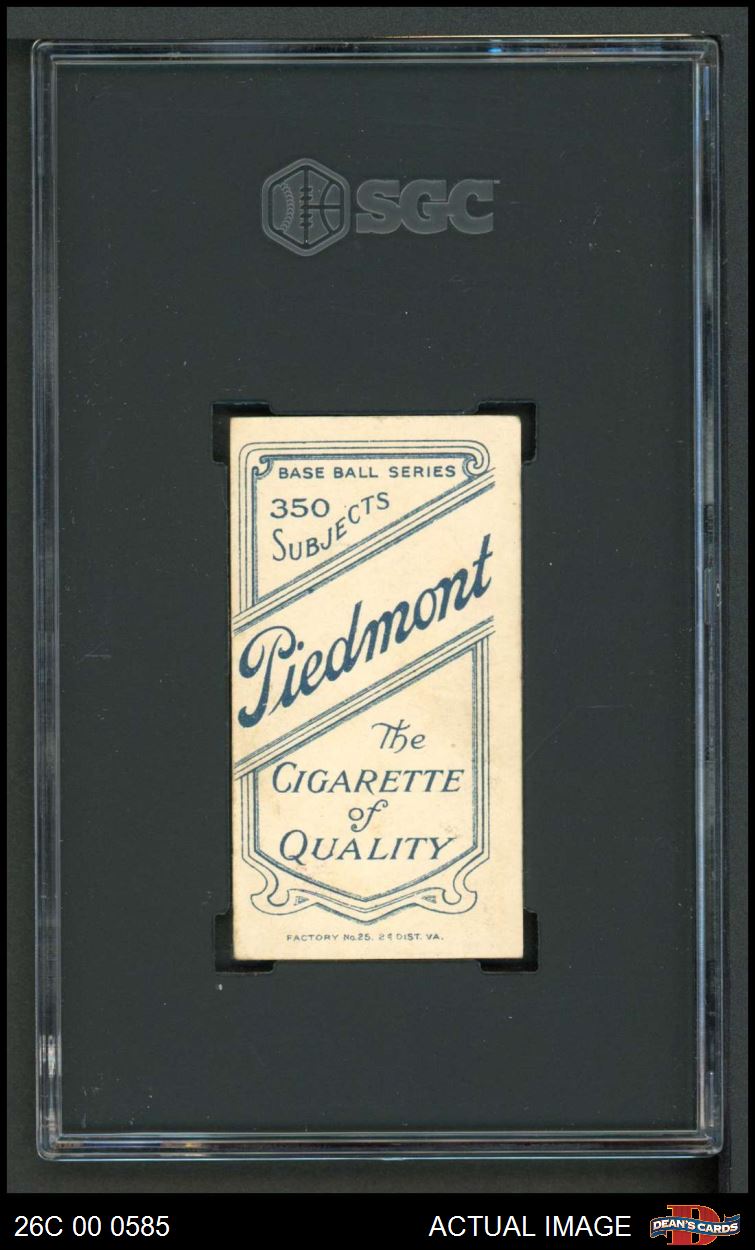 SGC
BASE BALL SERIES
350
SUBJECTS
Piedmont
The
CIGARETTE
of
QUALITY
FACTORY No.25. 2d DIST. VA.
26C 00 0585
ACTUAL IMAGE
DEAN'S CARDS